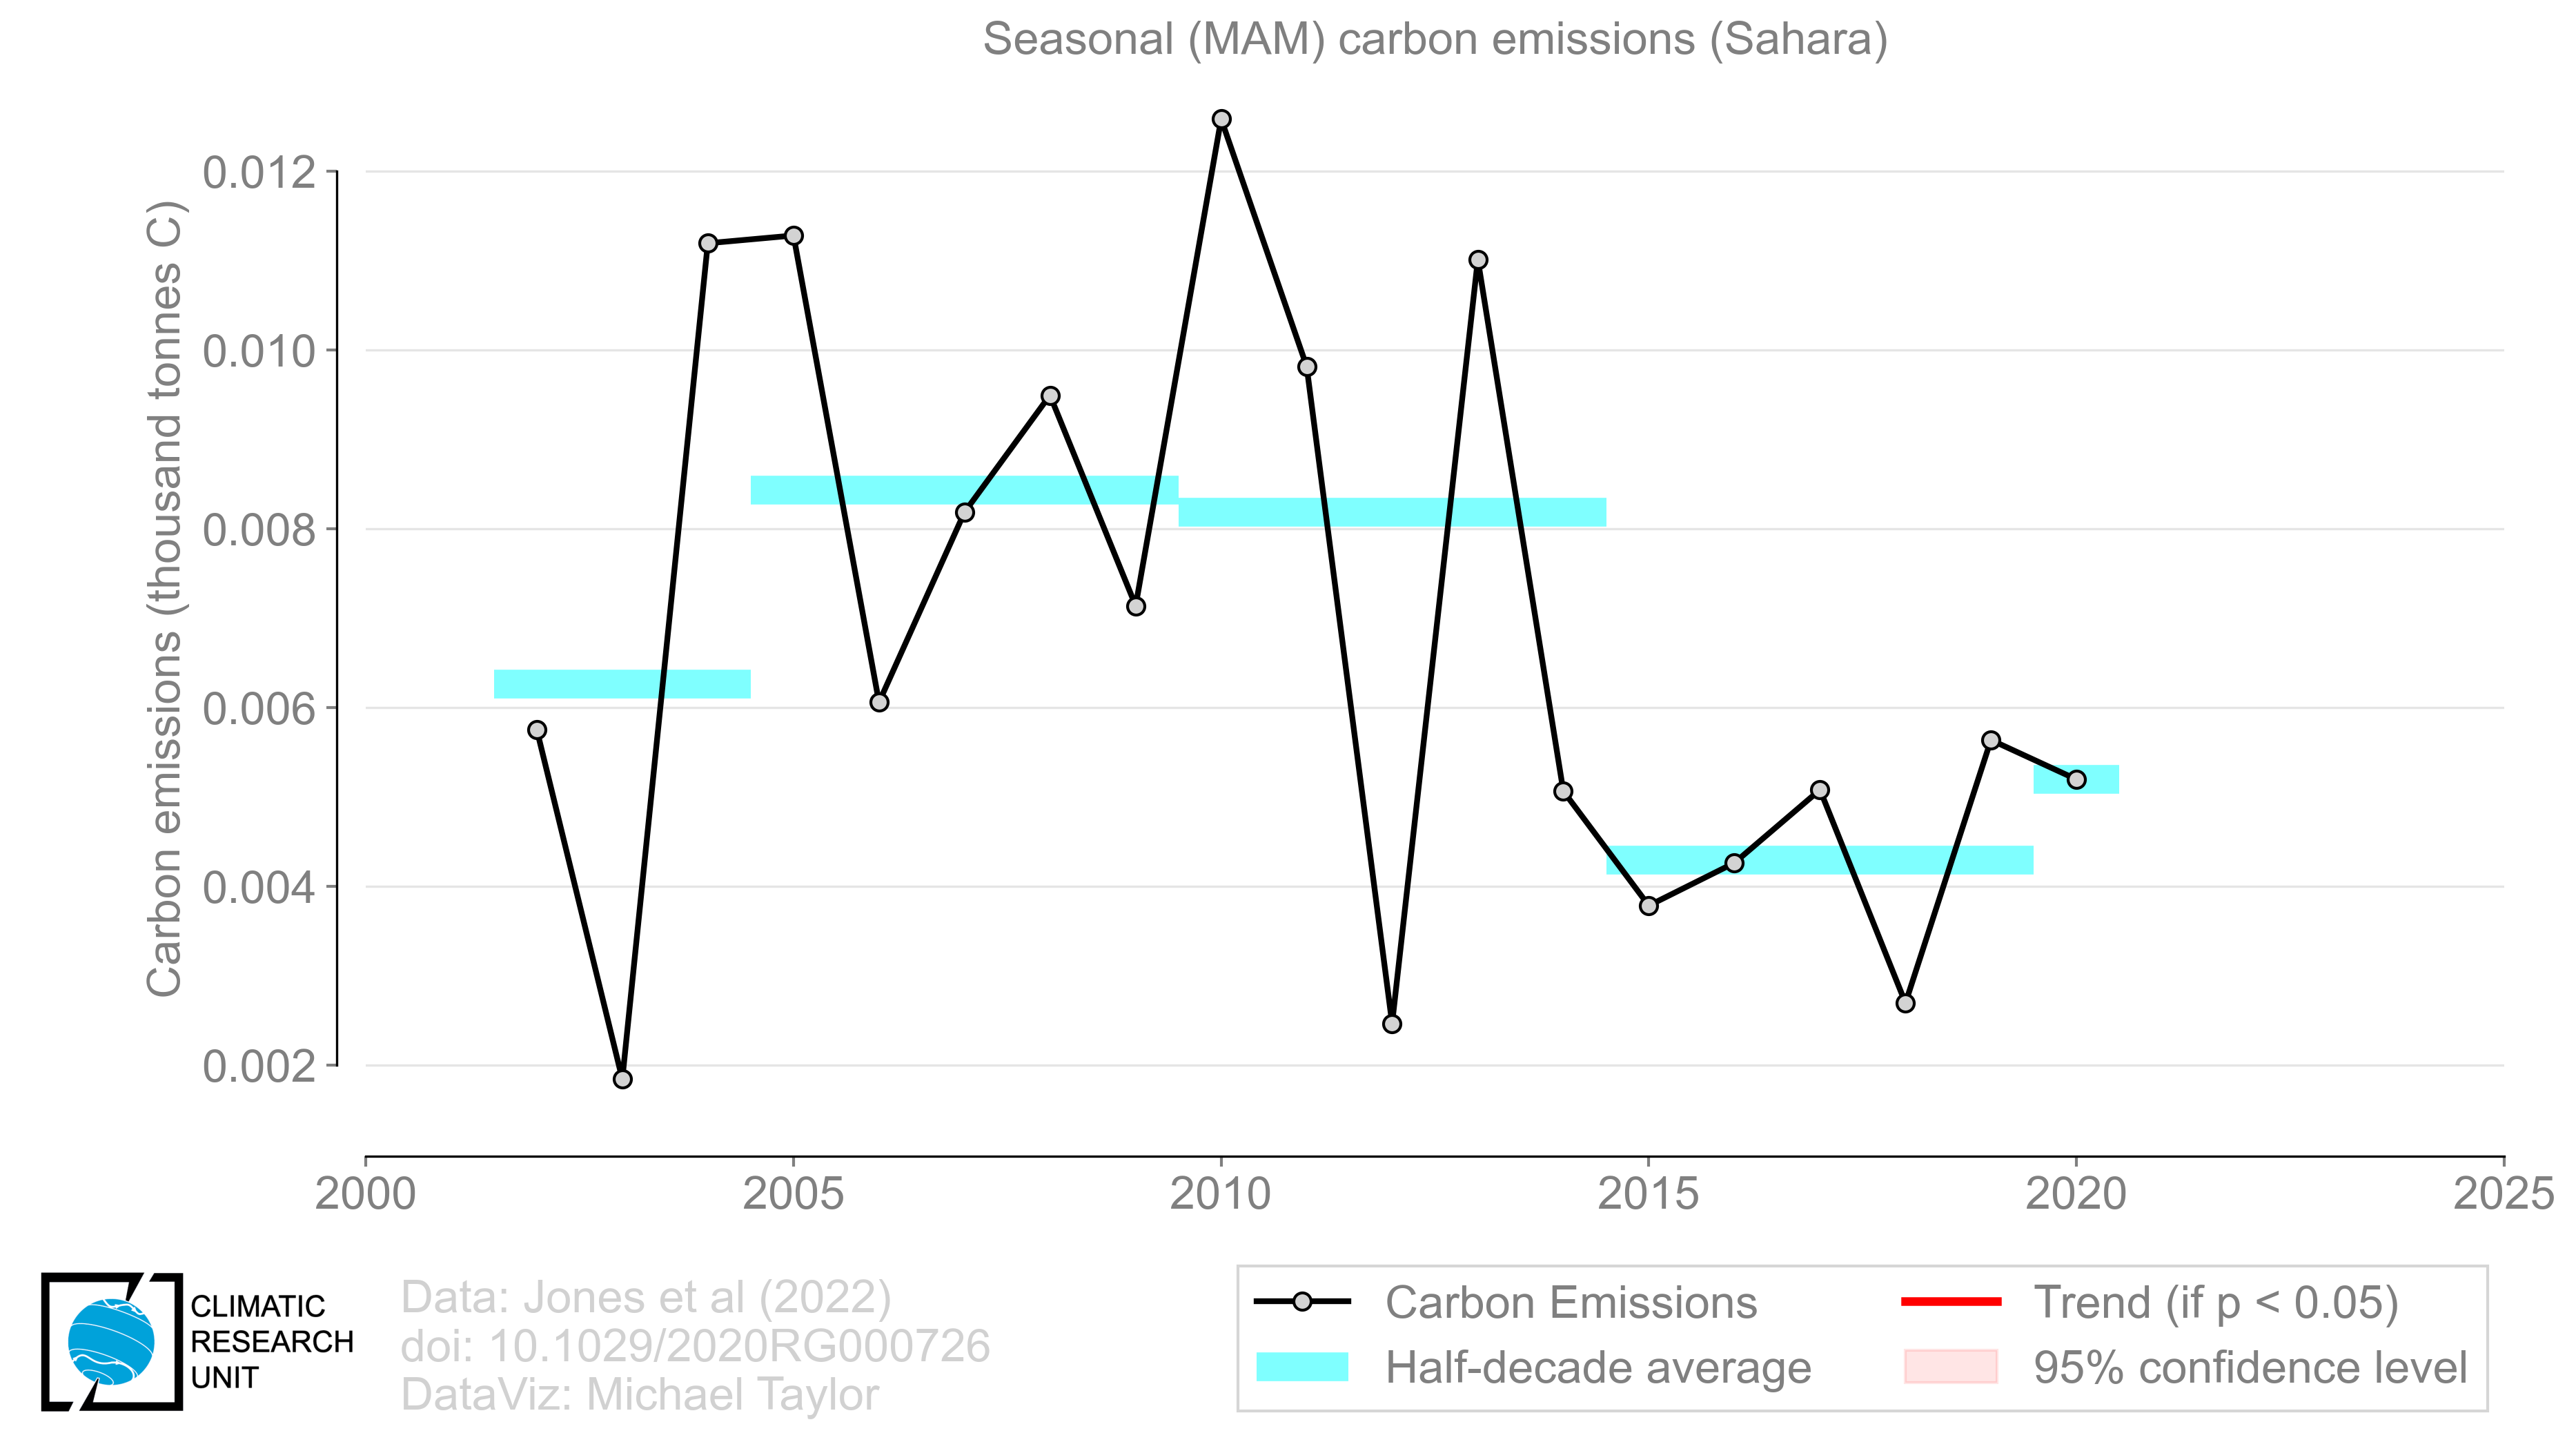 Seasonal (MAM) carbon emissions (Sahara)
Carbon emissions (thousand tonnes C)
0.012
0.010
0.008
0.006
0.004
0.002
2000
2005
2010
2015
2020
2025
CLIMATIC
RESEARCH
UNIT
Data: Jones et al (2022)
doi: 10.1029/2020RG000726
DataViz: Michael Taylor
Carbon Emissions
Half-decade average
Trend (if p < 0.05)
95% confidence level